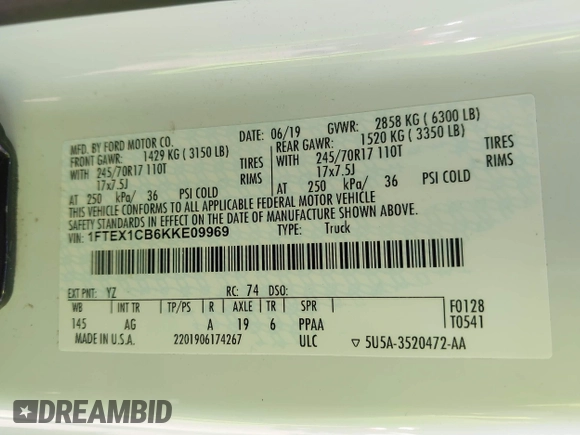 MFD. BY FORD MOTOR CO.
DATE: 06/19 GVWR: 2858 KG ( 6300 LB)
FRONT GAWR: 1429 KG ( 3150 LB) REAR GAWR: 1520 KG ( 3350 LB)
WITH 245/70R17 110T TIRES WITH 245/70R17 110T TIRES
17x7.5J RIMS 17x7.5J RIMS
AT 250 kPa/ 36 PSI COLD AT 250 kPa/ 36 PSI COLD
THIS VEHICLE CONFORMS TO ALL APPLICABLE FEDERAL MOTOR VEHICLE
SAFETY STANDARDS IN EFFECT ON THE DATE OF MANUFACTURE SHOWN ABOVE.
VIN: 1FTEX1CB6KKE09969 TYPE: Truck
EXT PNT: YZ RC: 74 DSO:
WB INT TR TP/PS R AXLE TR SPR F0128
145 AG A 19 6 PPAA T0541
MADE IN U.S.A. 2201906174267 ULC ▽ 5U5A-3520472-AA
DREAMBID